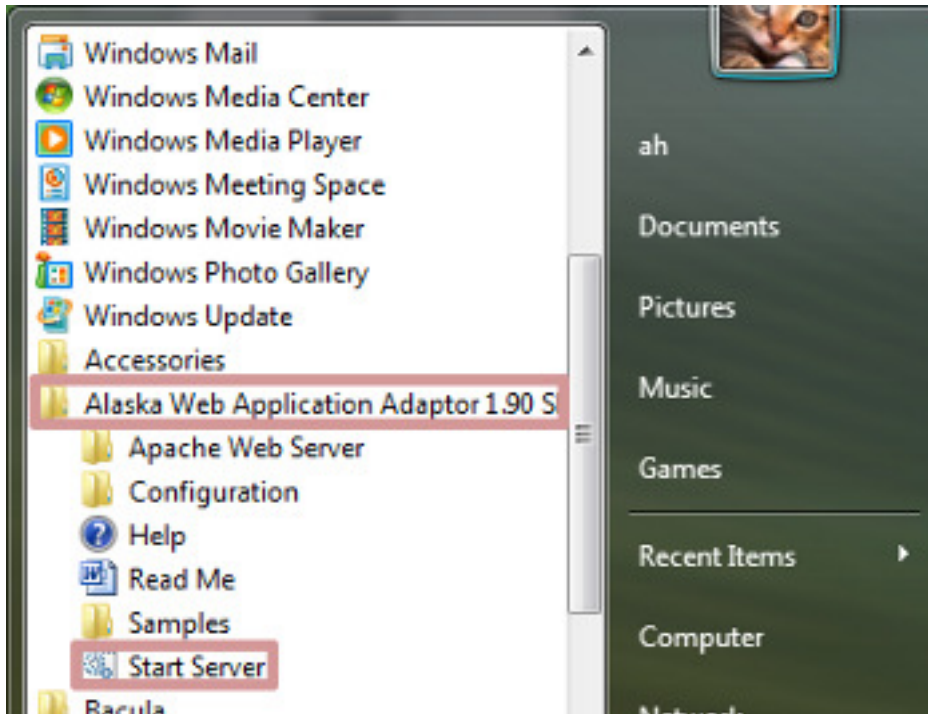 Windows Mail
Windows Media Center
Windows Media Player
Windows Meeting Space
Windows Movie Maker
Windows Photo Gallery
Windows Update
Accessories
Alaska Web Application Adaptor 1.90 S
Apache Web Server
Configuration
Help
Read Me
Samples
Start Server
Bacula
ah
Documents
Pictures
Music
Games
Recent Items
Computer
Network